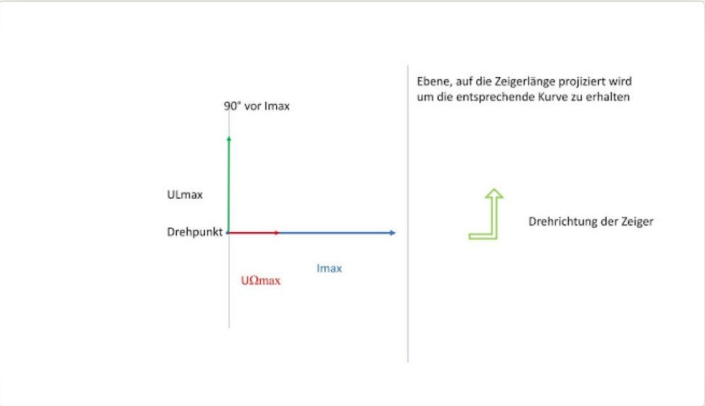 Ebene, auf die Zeigerlänge projiziert wird
um die entsprechende Kurve zu erhalten
90° vor Imax
ULmax
Drehpunkt
Drehrichtung der Zeiger
Imax
UΩmax